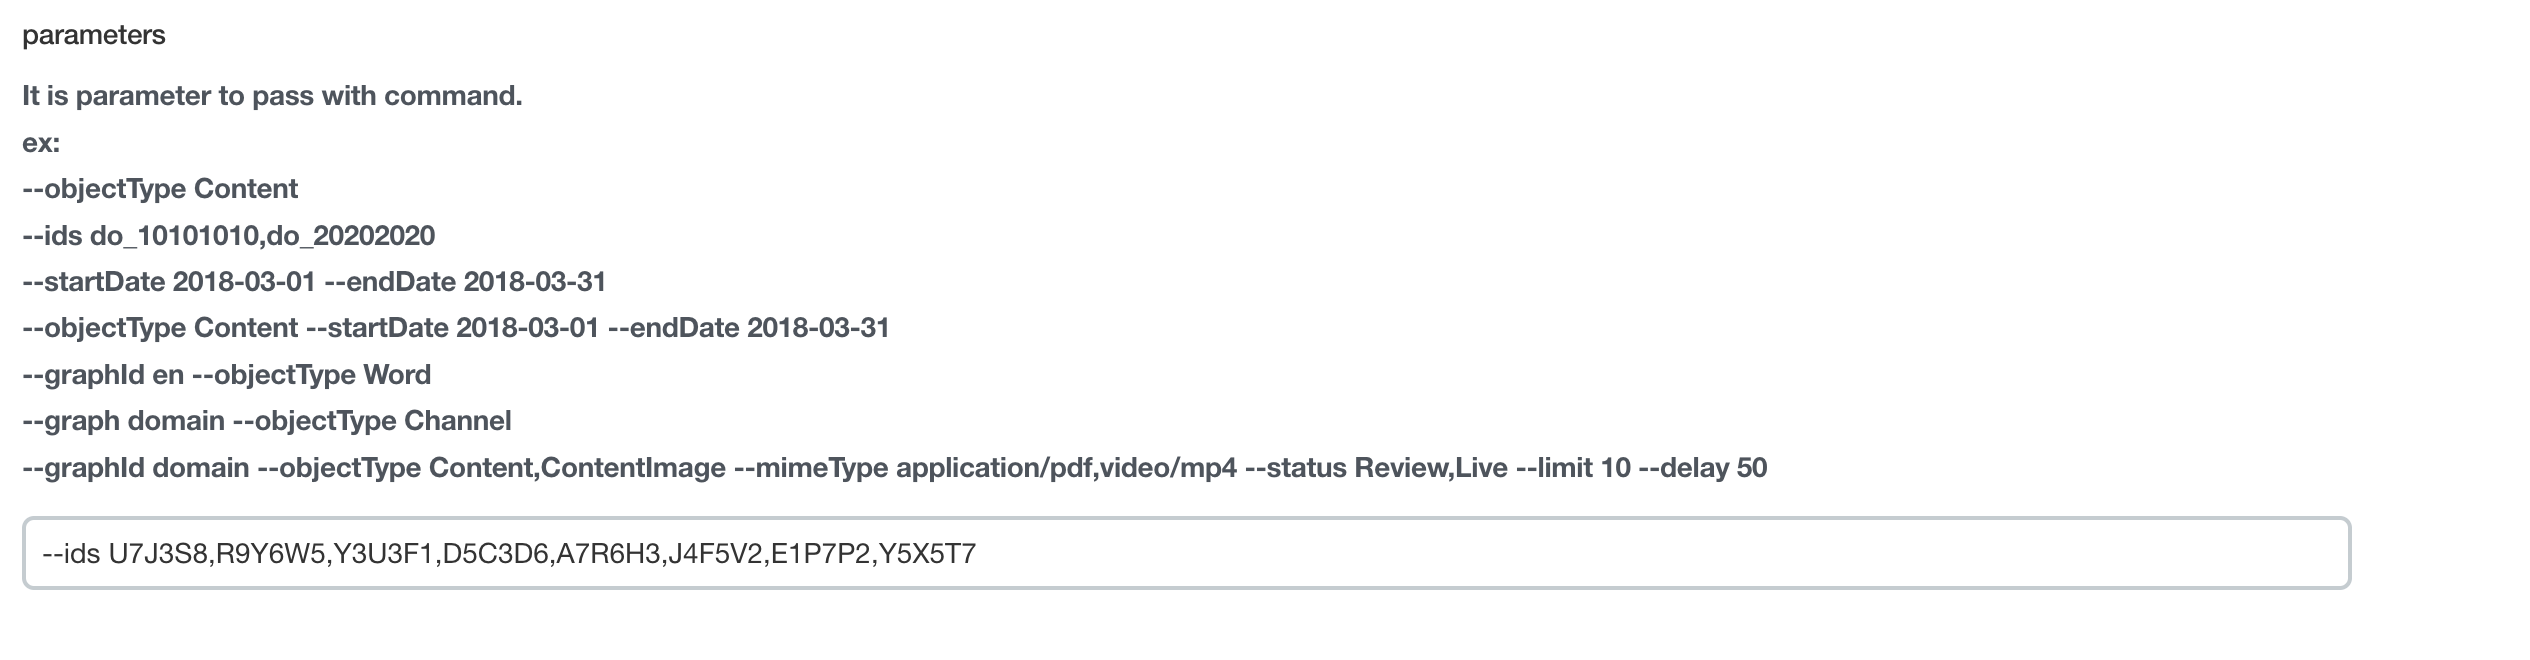 parameters
It is parameter to pass with command.
ex:
--objectType Content
--ids do_10101010,do_20202020
--startDate 2018-03-01 --endDate 2018-03-31
--objectType Content --startDate 2018-03-01 --endDate 2018-03-31
--graphId en --objectType Word
--graph domain --objectType Channel
--graphId domain --objectType Content,ContentImage --mimeType application/pdf,video/mp4 --status Review,Live --limit 10 --delay 50
--ids U7J3S8,R9Y6W5,Y3U3F1,D5C3D6,A7R6H3,J4F5V2,E1P7P2,Y5X5T7